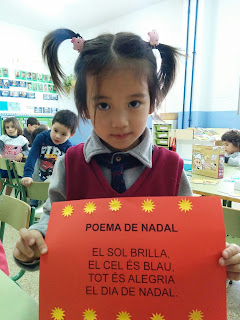 POEMA DE NADAL
EL SOL BRILLA,
EL CEL ÉS BLAU,
TOT ÉS ALEGRIA
EL DIA DE NADAL.